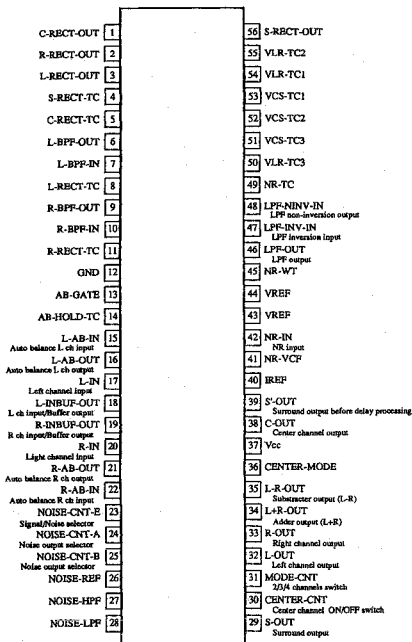 C-RECT-OUT 1
R-RECT-OUT 2
L-RECT-OUT 3
S-RECT-TC 4
C-RECT-TC 5
L-BPF-OUT 6
L-BPF-IN 7
L-RECT-TC 8
R-BPF-OUT 9
R-BPF-IN 10
R-RECT-TC 11
GND 12
AB-GATE 13
AB-HOLD-TC 14
L-AB-IN 15
Auto balance L ch input
L-AB-OUT 16
Auto balance L ch output
L-IN 17
Left channel input
L-INBUF-OUT 18
L ch input/Buffer output
R-INBUF-OUT 19
R ch input/Buffer output
R-IN 20
Light channel input
R-AB-OUT 21
Auto balance R ch output
R-AB-IN 22
Auto balance R ch input
NOISE-CNT-E 23
Signal/Noise selector
NOISE-CNT-A 24
Noise output selector
NOISE-CNT-B 25
Noise output selector
NOISE-REF 26
NOISE-HPF 27
NOISE-LPF 28
56 S-RECT-OUT
55 VLR-TC2
54 VLR-TC1
53 VCS-TC1
52 VCS-TC2
51 VCS-TC3
50 VLR-TC3
49 NR-TC
48 LPF-NINV-IN
LPF non-inversion output
47 LPF-INV-IN
LPF inversion input
46 LPF-OUT
LPF output
45 NR-WT
44 VREF
43 VREF
42 NR-IN
NR input
41 NR-VCF
40 IREF
39 S'-OUT
Surround output before delay processing
38 C-OUT
Center channel output
37 Vcc
36 CENTER-MODE
35 L-R-OUT
Substracter output (L-R)
34 L+R-OUT
Adder output (L+R)
33 R-OUT
Right channel output
32 L-OUT
Left channel output
31 MODE-CNT
2/3/4 channels switch
30 CENTER-CNT
Center channel ON/OFF switch
29 S-OUT
Surround output